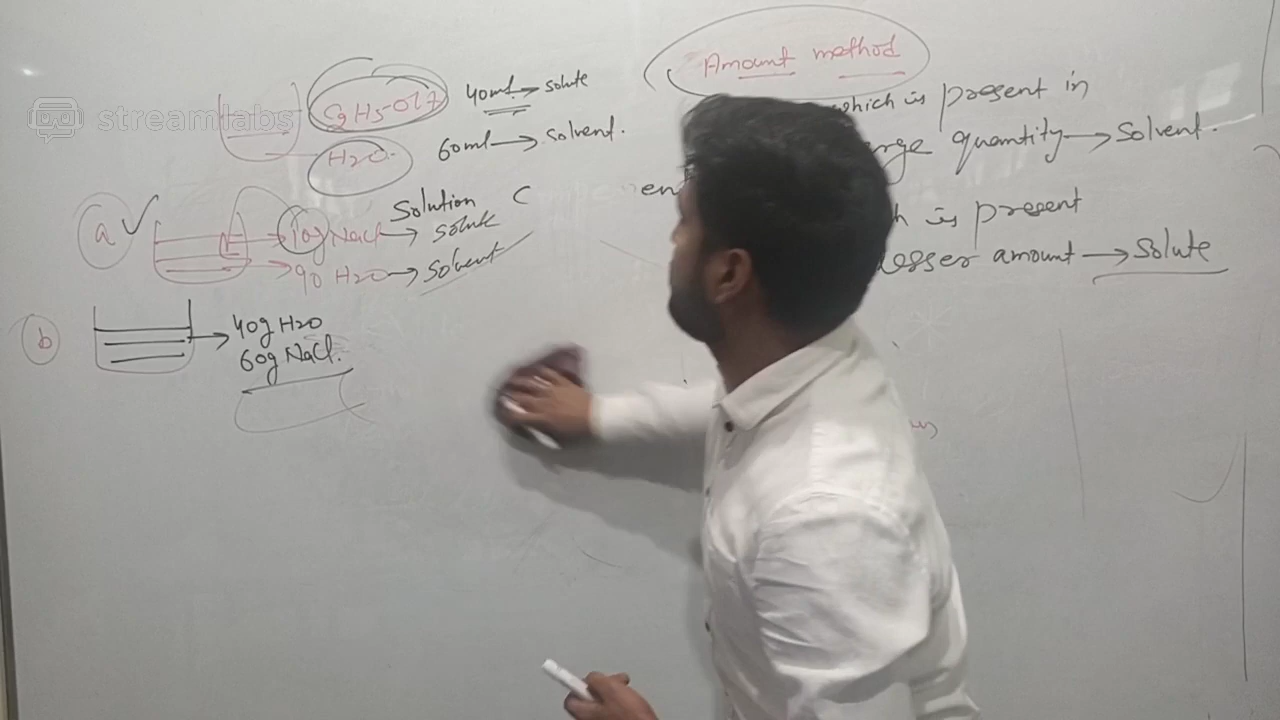 streamlabs
Amount method
C2H5-OH
40ml → solute
H2O.
60ml → solvent.
which is present in
quantity → Solvent.
Solution C
a
10g NaCl → solute
90 H2O → Solvent
is present
Lesser amount → Solute
b
→ 40g H2O
60g NaCl.